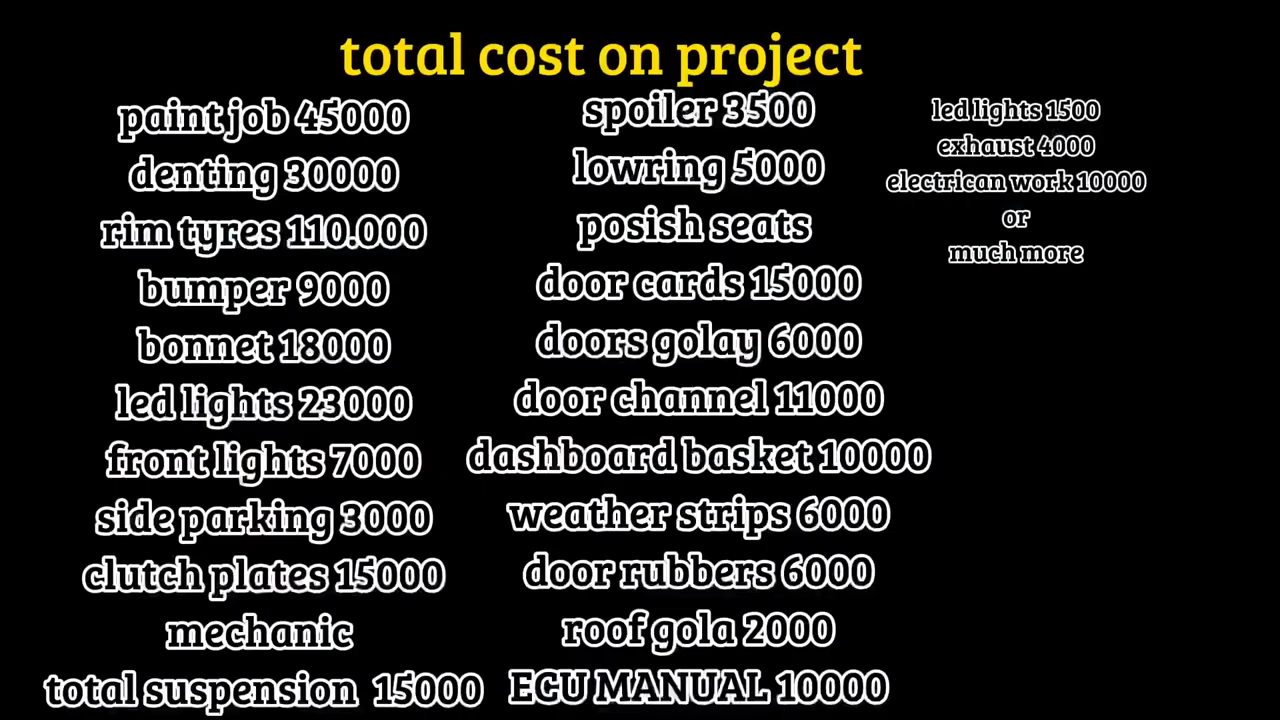 total cost on project
paint job 45000
denting 30000
rim tyres 110.000
bumper 9000
bonnet 18000
led lights 23000
front lights 7000
side parking 3000
clutch plates 15000
mechanic
total suspension 15000
spoiler 3500
lowring 5000
posish seats
door cards 15000
doors golay 6000
door channel 11000
dashboard basket 10000
weather strips 6000
door rubbers 6000
roof gola 2000
ECU MANUAL 10000
led lights 1500
exhaust 4000
electrican work 10000
or
much more